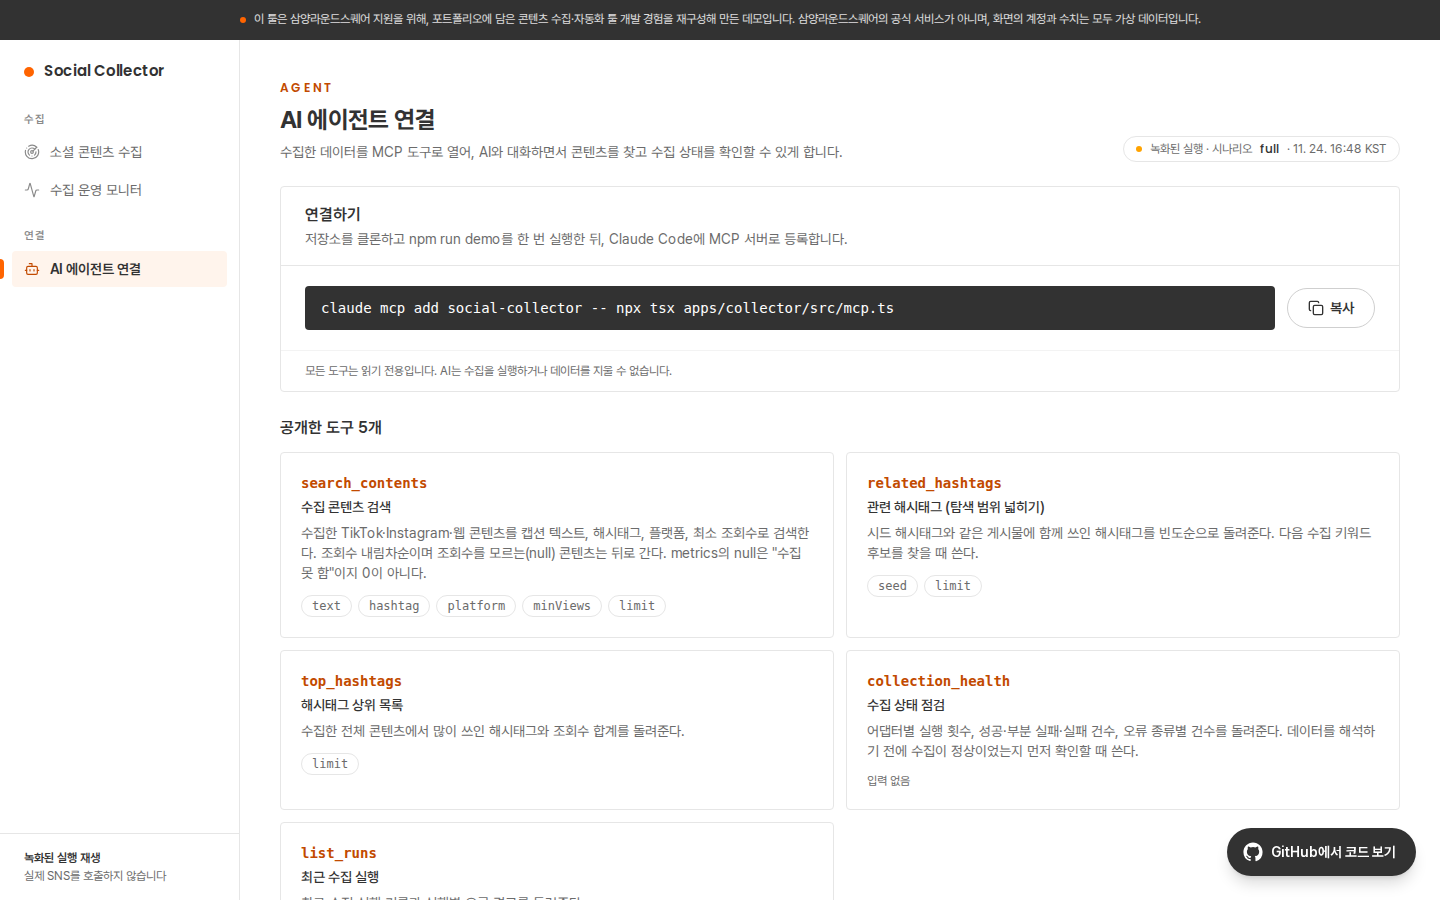 이 툴은 삼양라운드스퀘어 지원을 위해, 포트폴리오에 담은 콘텐츠 수집·자동화 툴 개발 경험을 재구성해 만든 데모입니다. 삼양라운드스퀘어의 공식 서비스가 아니며, 화면의 계정과 수치는 모두 가상 데이터입니다.
Social Collector
수집
소셜 콘텐츠 수집
수집 운영 모니터
연결
AI 에이전트 연결
녹화된 실행 재생
실제 SNS를 호출하지 않습니다
AGENT
AI 에이전트 연결
수집한 데이터를 MCP 도구로 열어, AI와 대화하면서 콘텐츠를 찾고 수집 상태를 확인할 수 있게 합니다.
녹화된 실행 · 시나리오 full · 11. 24. 16:48 KST
연결하기
저장소를 클론하고 npm run demo를 한 번 실행한 뒤, Claude Code에 MCP 서버로 등록합니다.
claude mcp add social-collector -- npx tsx apps/collector/src/mcp.ts
복사
모든 도구는 읽기 전용입니다. AI는 수집을 실행하거나 데이터를 지울 수 없습니다.
공개한 도구 5개
search_contents
수집 콘텐츠 검색
수집한 TikTok·Instagram·웹 콘텐츠를 캡션 텍스트, 해시태그, 플랫폼, 최소 조회수로 검색한
다. 조회수 내림차순이며 조회수를 모르는(null) 콘텐츠는 뒤로 간다. metrics의 null은 "수집
못 함"이지 0이 아니다.
text hashtag platform minViews limit
related_hashtags
관련 해시태그 (탐색 범위 넓히기)
시드 해시태그와 같은 게시물에 함께 쓰인 해시태그를 빈도순으로 돌려준다. 다음 수집 키워드
후보를 찾을 때 쓴다.
seed limit
top_hashtags
해시태그 상위 목록
수집한 전체 콘텐츠에서 많이 쓰인 해시태그와 조회수 합계를 돌려준다.
limit
collection_health
수집 상태 점검
어댑터별 실행 횟수, 성공·부분 실패·실패 건수, 오류 종류별 건수를 돌려준다. 데이터를 해석하
기 전에 수집이 정상이었는지 먼저 확인할 때 쓴다.
입력 없음
list_runs
최근 수집 실행
GitHub에서 코드 보기